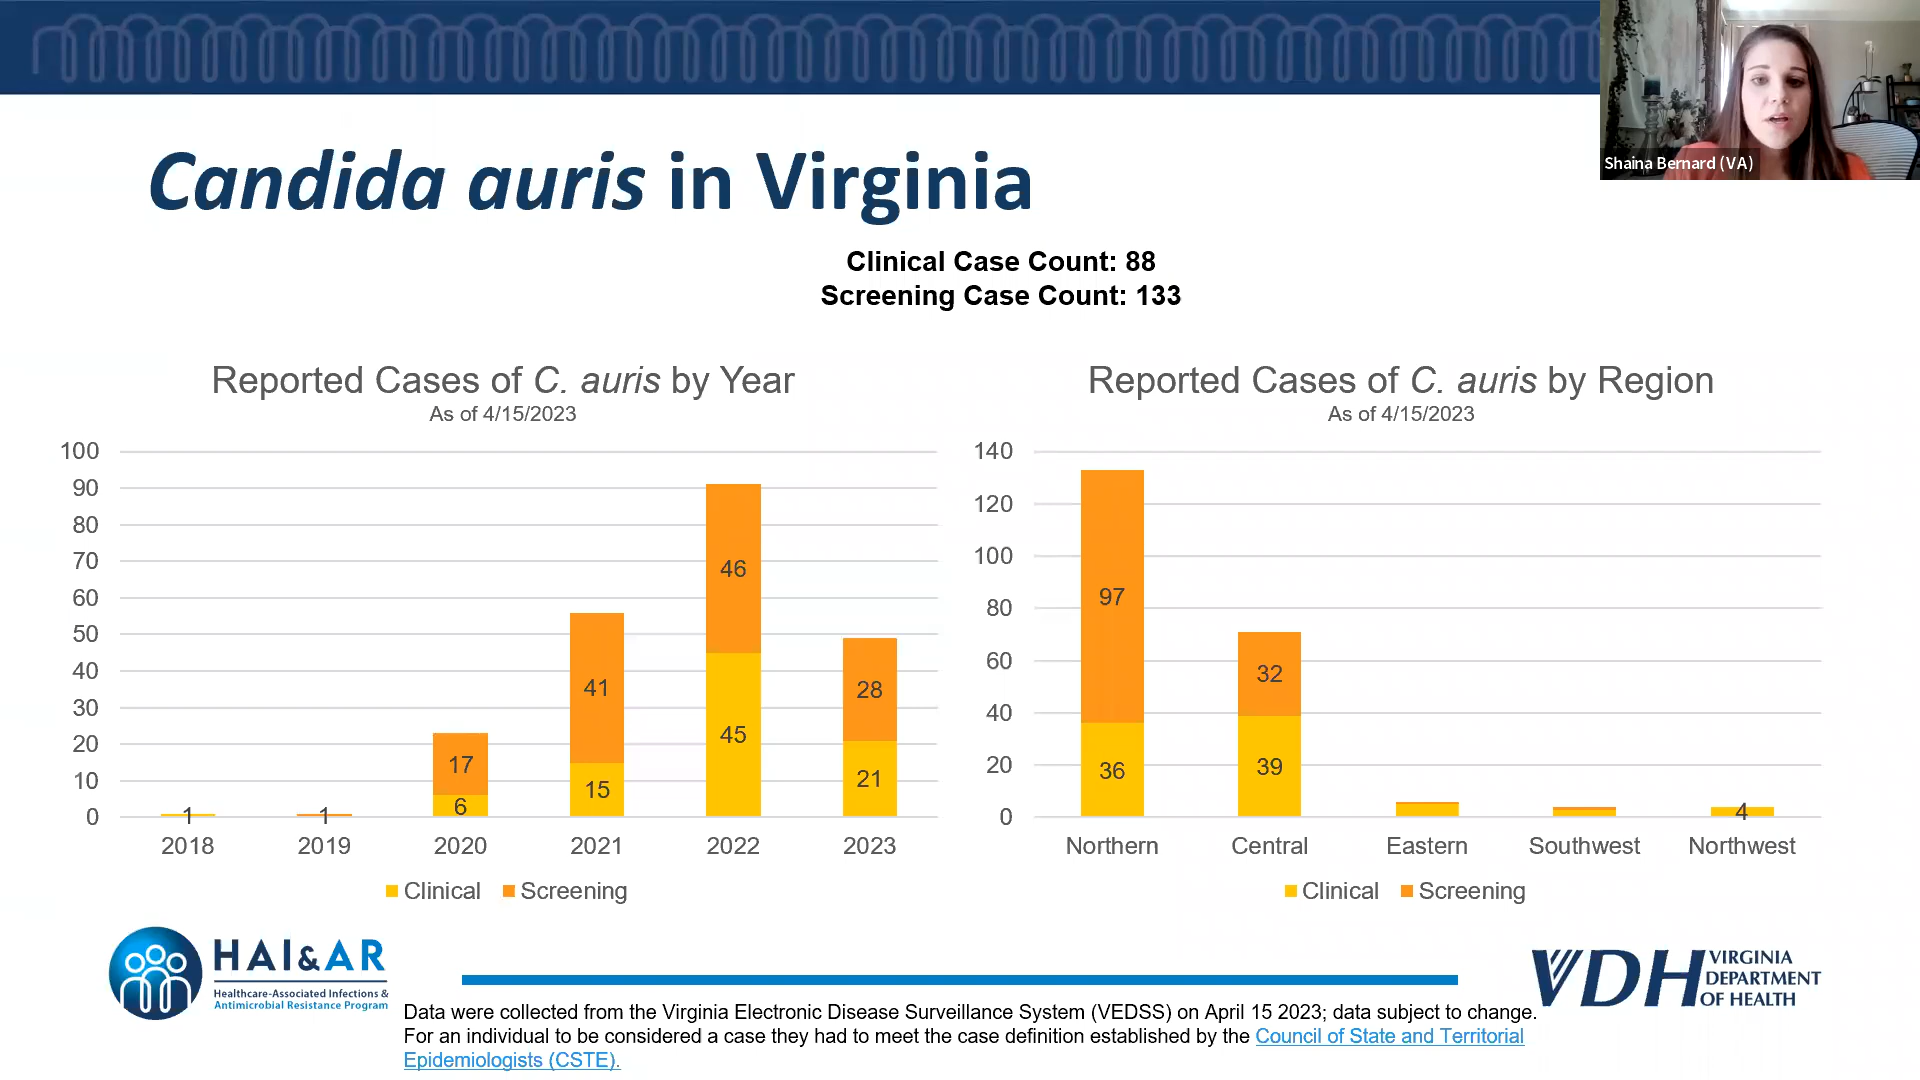 Shaina Bernard (VA)
Candida auris in Virginia
Clinical Case Count: 88
Screening Case Count: 133
Reported Cases of C. auris by Year
As of 4/15/2023
100
90
80
70
60
50
40
30
20
10
0
1
1
17
6
41
15
46
45
28
21
2018 2019 2020 2021 2022 2023
Clinical Screening
Reported Cases of C. auris by Region
As of 4/15/2023
140
120
100
80
60
40
20
0
97
36
32
39
4
Northern Central Eastern Southwest Northwest
Clinical Screening
HAI&AR
Healthcare-Associated Infections &
Antimicrobial Resistance Program
VDH VIRGINIA
DEPARTMENT
OF HEALTH
Data were collected from the Virginia Electronic Disease Surveillance System (VEDSS) on April 15 2023; data subject to change.
For an individual to be considered a case they had to meet the case definition established by the Council of State and Territorial
Epidemiologists (CSTE).